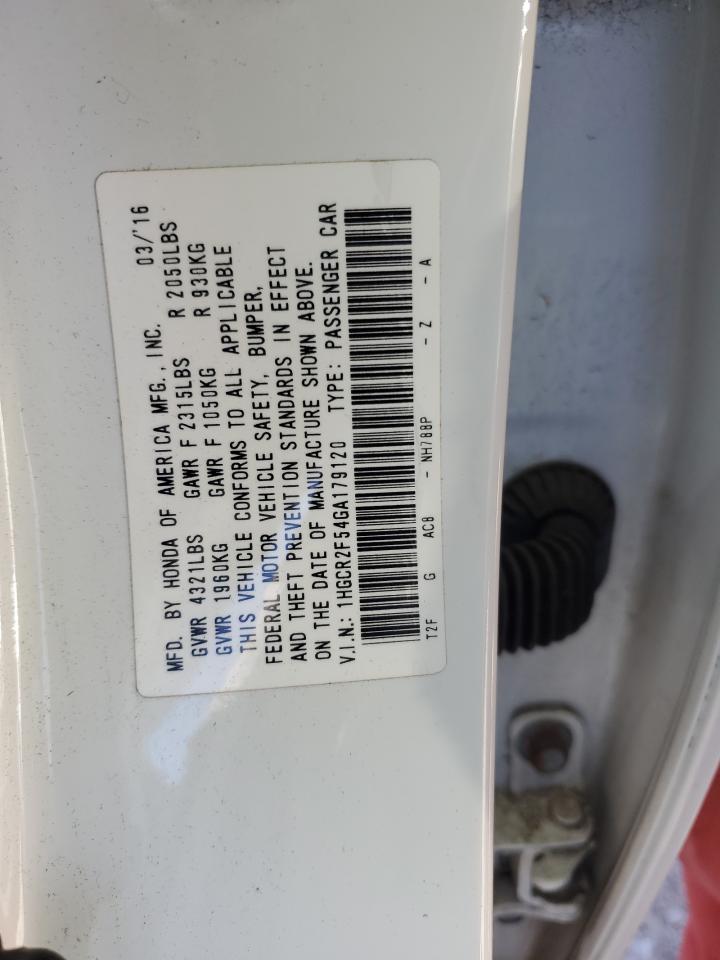 MFD. BY HONDA OF AMERICA MFG., INC. 03/'16
GVWR 4321LBS GAWR F 2315LBS R 2050LBS
GVWR 1960KG GAWR F 1050KG R 930KG
THIS VEHICLE CONFORMS TO ALL APPLICABLE
FEDERAL MOTOR VEHICLE SAFETY, BUMPER,
AND THEFT PREVENTION STANDARDS IN EFFECT
ON THE DATE OF MANUFACTURE SHOWN ABOVE.
V.I.N.: 1HGCR2F54GA179120 TYPE: PASSENGER CAR
T2F G AC8 - NH788P - Z - A